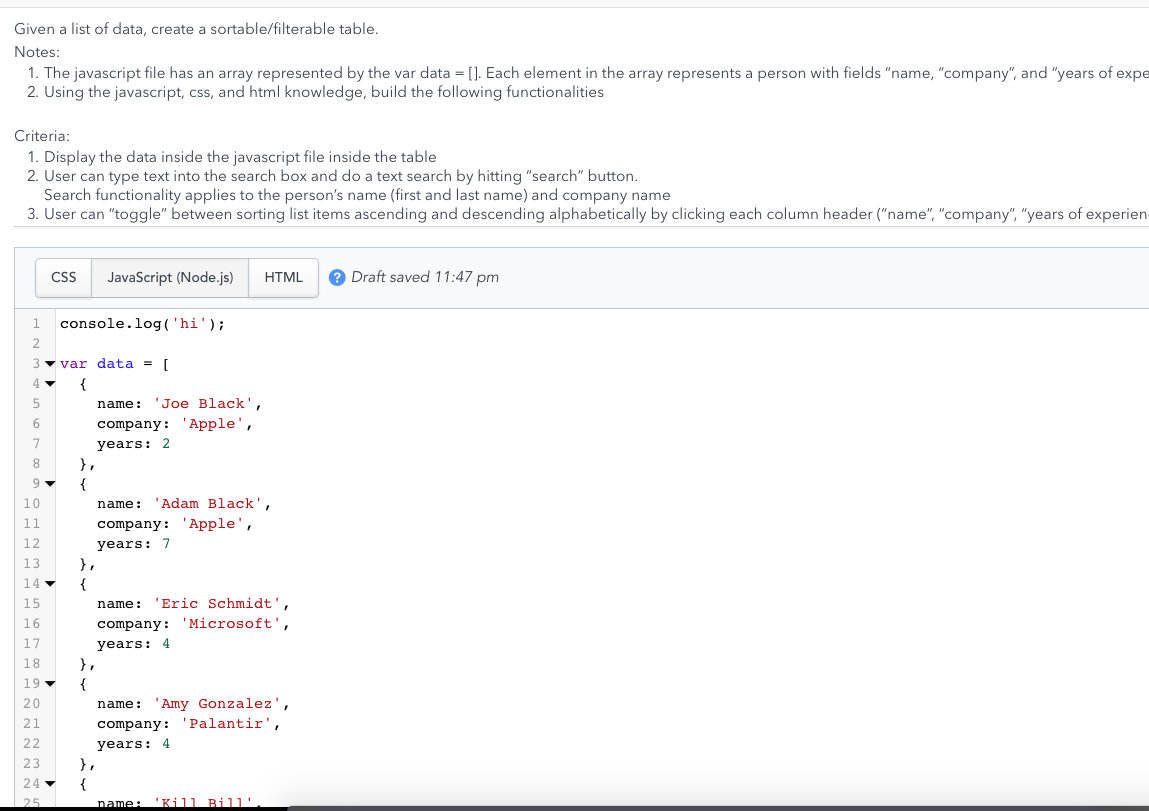 Given a list of data, create a sortable/filterable table.
Notes:
1. The javascript file has an array represented by the var data = []. Each element in the array represents a person with fields “name, “company”, and “years of expe
2. Using the javascript, css, and html knowledge, build the following functionalities
Criteria:
1. Display the data inside the javascript file inside the table
2. User can type text into the search box and do a text search by hitting “search” button.
Search functionality applies to the person’s name (first and last name) and company name
3. User can “toggle” between sorting list items ascending and descending alphabetically by clicking each column header (“name”, “company”, “years of experien
CSS JavaScript (Node.js) HTML ? Draft saved 11:47 pm
1 console.log('hi');
2
3 var data = [
4 {
5 name: 'Joe Black',
6 company: 'Apple',
7 years: 2
8 },
9 {
10 name: 'Adam Black',
11 company: 'Apple',
12 years: 7
13 },
14 {
15 name: 'Eric Schmidt',
16 company: 'Microsoft',
17 years: 4
18 },
19 {
20 name: 'Amy Gonzalez',
21 company: 'Palantir',
22 years: 4
23 },
24 {
25 name: 'Kill Bill',